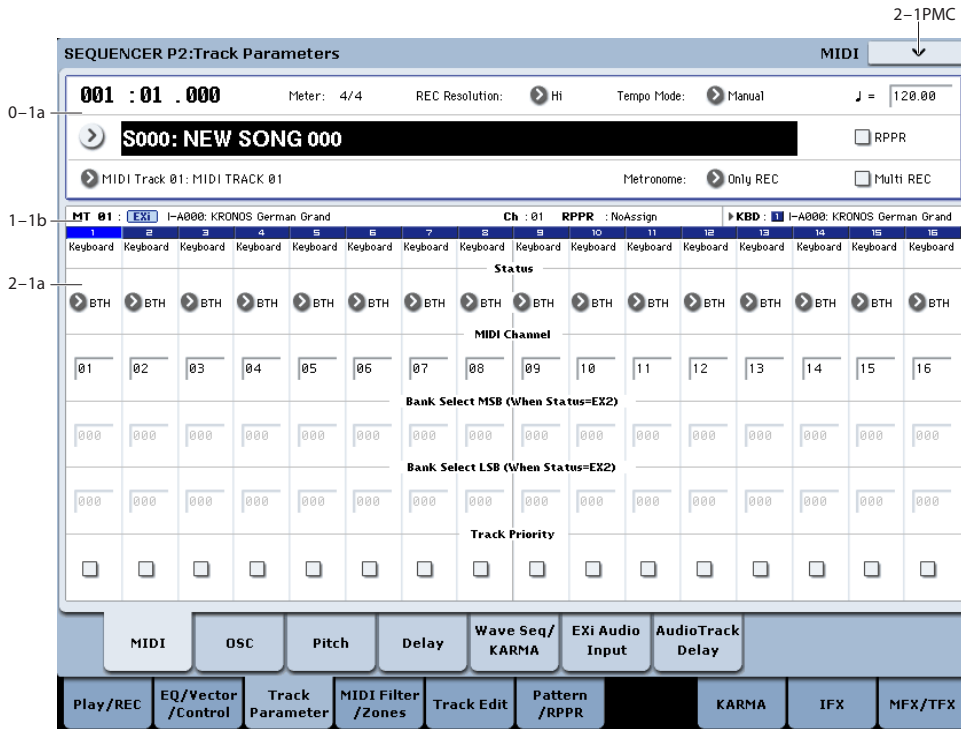 2–1PMC
SEQUENCER P2:Track Parameters MIDI
001 :01 .000 Meter: 4/4 REC Resolution: Hi Tempo Mode: Manual ♩ = 120.00
0–1a
S000: NEW SONG 000 RPPR
MIDI Track 01: MIDI TRACK 01 Metronome: Only REC Multi REC
1–1b
MT 01 : EXi I-A000: KRONOS German Grand Ch :01 RPPR :NoAssign KBD : 1 I-A000: KRONOS German Grand
1 2 3 4 5 6 7 8 9 10 11 12 13 14 15 16
Keyboard Keyboard Keyboard Keyboard Keyboard Keyboard Keyboard Keyboard Keyboard Keyboard Keyboard Keyboard Keyboard Keyboard Keyboard Keyboard
Status
2–1a
BTH BTH BTH BTH BTH BTH BTH BTH BTH BTH BTH BTH BTH BTH BTH BTH
MIDI Channel
01 02 03 04 05 06 07 08 09 10 11 12 13 14 15 16
Bank Select MSB (When Status=EX2)
000 000 000 000 000 000 000 000 000 000 000 000 000 000 000 000
Bank Select LSB (When Status=EX2)
000 000 000 000 000 000 000 000 000 000 000 000 000 000 000 000
Track Priority
MIDI OSC Pitch Delay Wave Seq/ KARMA EXi Audio Input AudioTrack Delay
Play/REC EQ/Vector /Control Track Parameter MIDI Filter /Zones Track Edit Pattern /RPPR KARMA IFX MFX/TFX